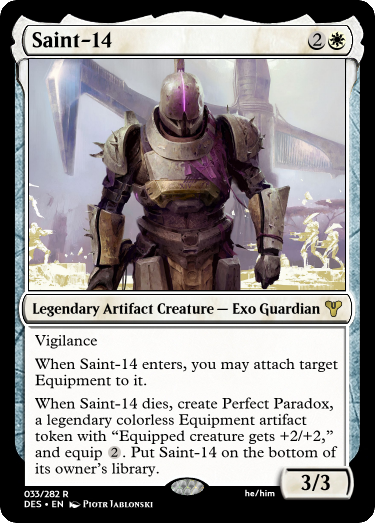 Saint-14 2
Legendary Artifact Creature — Exo Guardian
Vigilance
When Saint-14 enters, you may attach target
Equipment to it.
When Saint-14 dies, create Perfect Paradox,
a legendary colorless Equipment artifact
token with “Equipped creature gets +2/+2,”
and equip 2. Put Saint-14 on the bottom of
its owner’s library.
3/3
033/282 R he/him
DES • EN Piotr Jabłonski